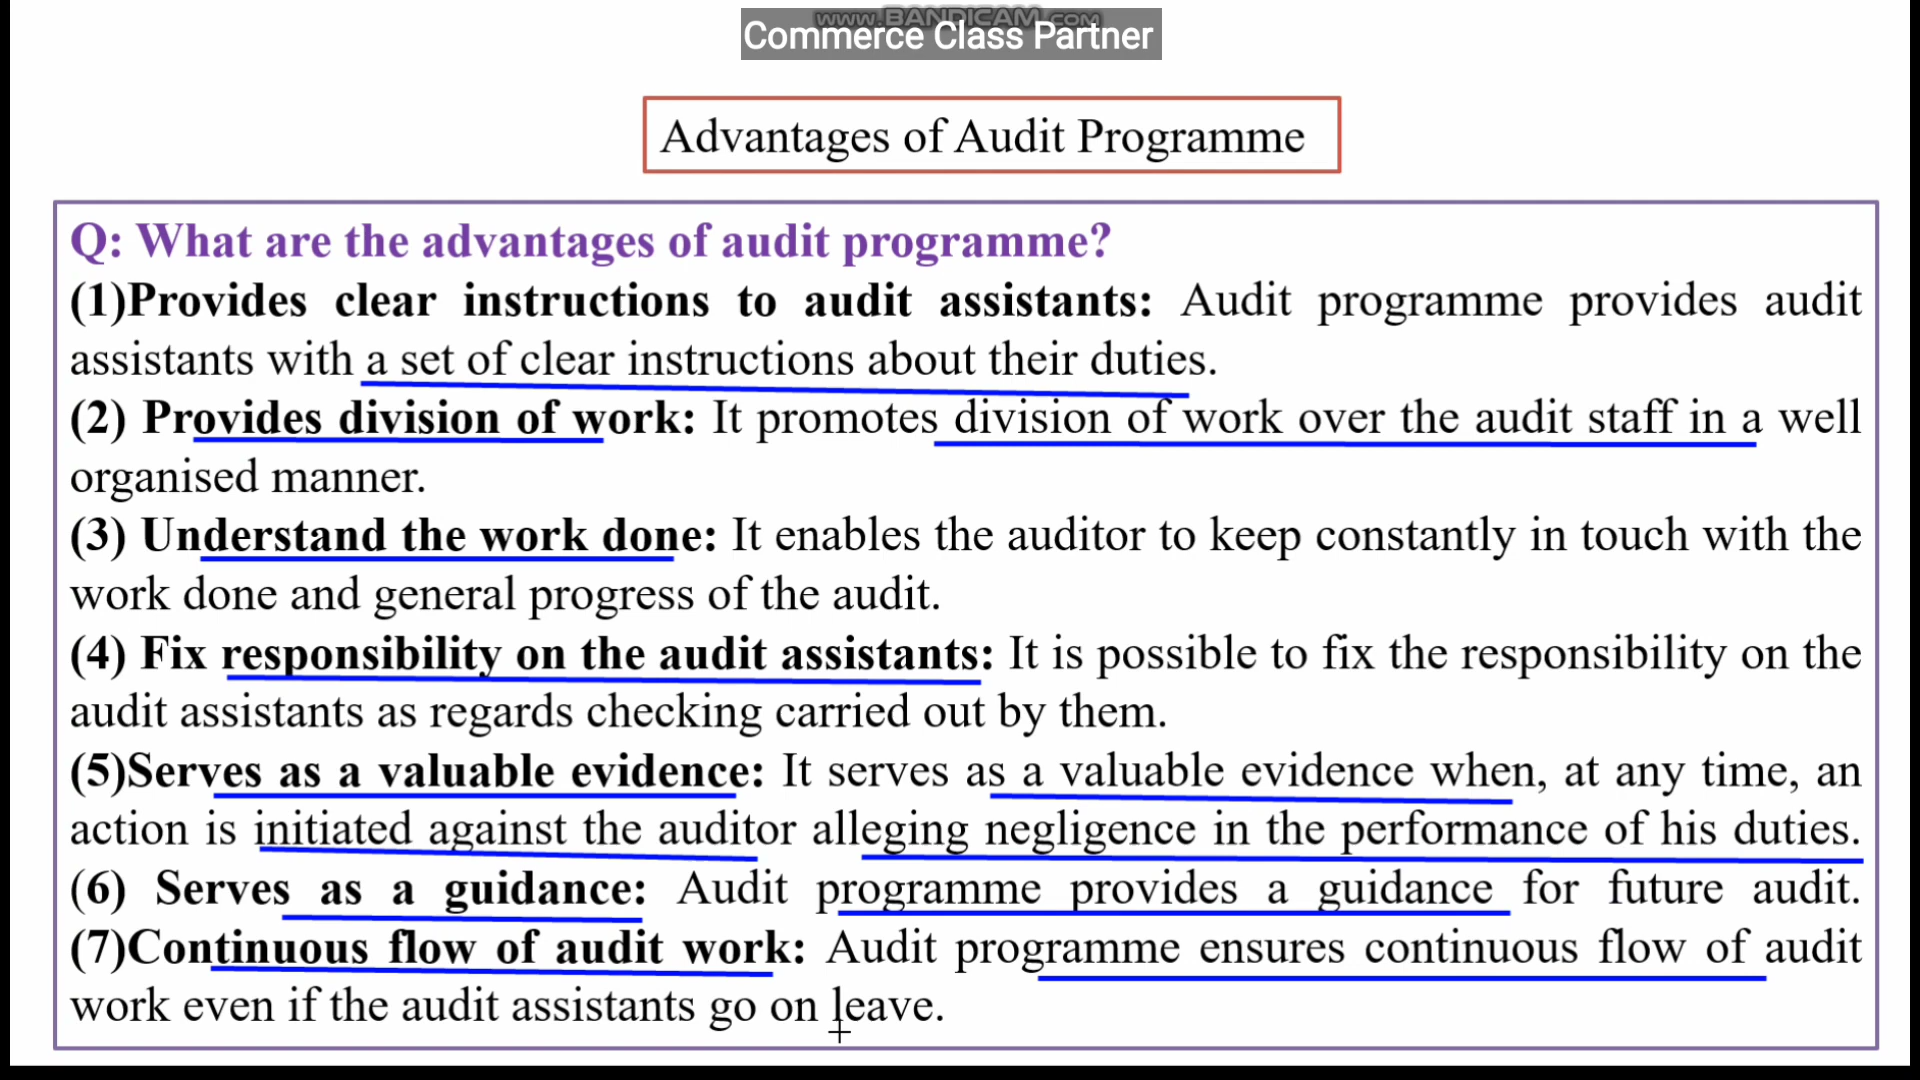 www.BANDICAM.COM
Commerce Class Partner
Advantages of Audit Programme
Q: What are the advantages of audit programme?
(1)Provides clear instructions to audit assistants: Audit programme provides audit
assistants with a set of clear instructions about their duties.
(2) Provides division of work: It promotes division of work over the audit staff in a well
organised manner.
(3) Understand the work done: It enables the auditor to keep constantly in touch with the
work done and general progress of the audit.
(4) Fix responsibility on the audit assistants: It is possible to fix the responsibility on the
audit assistants as regards checking carried out by them.
(5)Serves as a valuable evidence: It serves as a valuable evidence when, at any time, an
action is initiated against the auditor alleging negligence in the performance of his duties.
(6) Serves as a guidance: Audit programme provides a guidance for future audit.
(7)Continuous flow of audit work: Audit programme ensures continuous flow of audit
work even if the audit assistants go on leave.